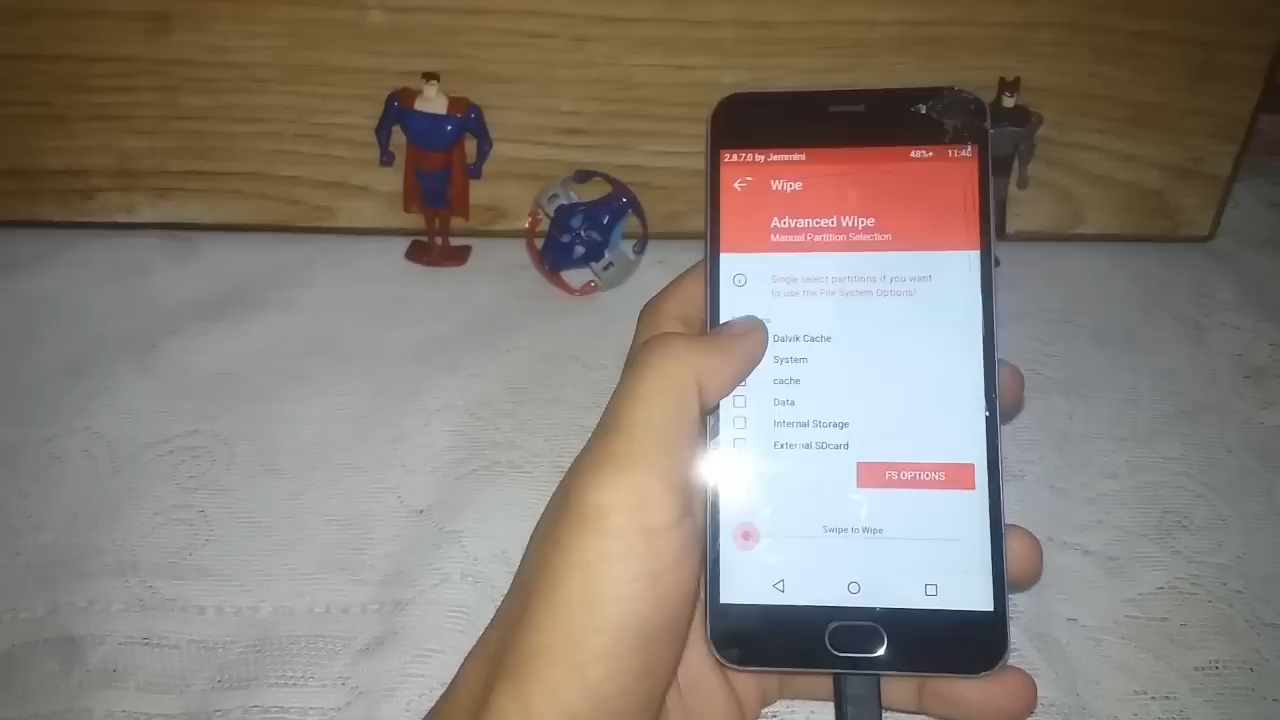 2.8.7.0 by Jemmini 48%+ 11:40
Wipe
Advanced Wipe
Manual Partition Selection
Single select partitions if you want
to use the File System Options!
Dalvik Cache
System
cache
Data
Internal Storage
External SDcard
FS OPTIONS
Swipe to Wipe